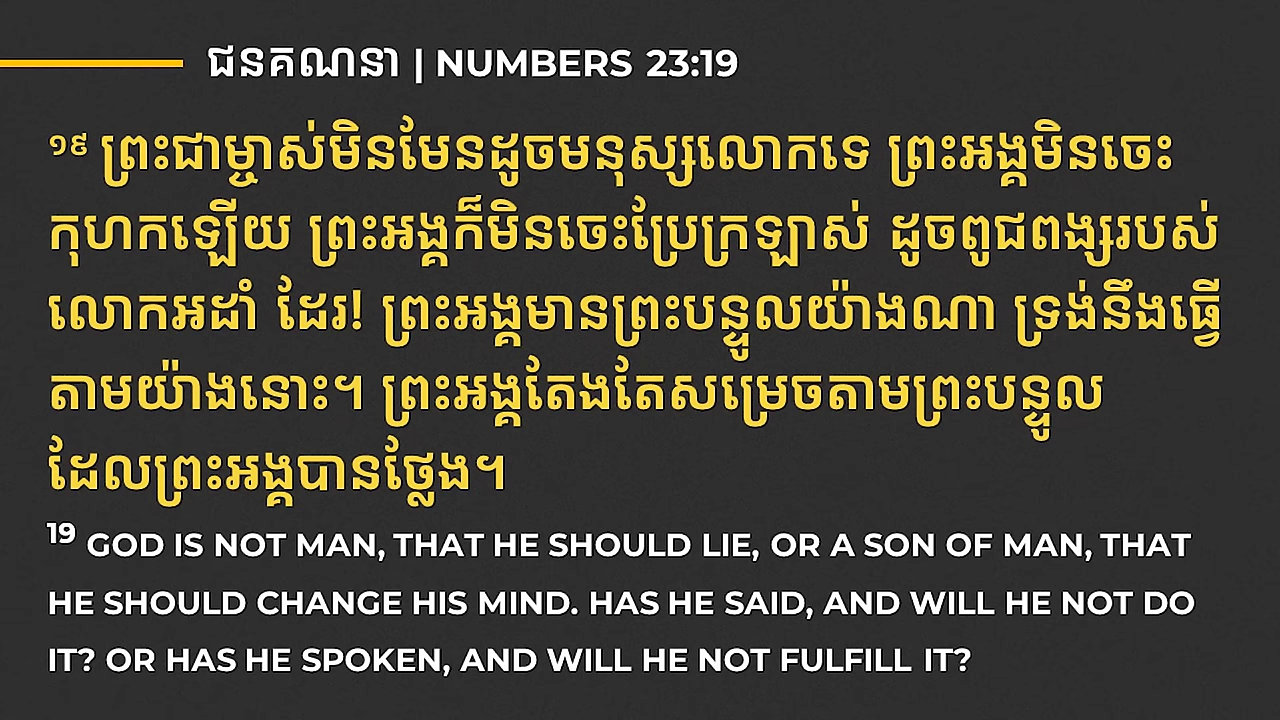 ជនគណនា | NUMBERS 23:19
១៩ ព្រះជាម្ចាស់មិនមែនដូចមនុស្សលោកទេ ព្រះអង្គមិនចេះ
កុហកឡើយ ព្រះអង្គក៏មិនចេះប្រែក្រឡាស់ ដូចពូជពង្សរបស់
លោកអដាំ ដែរ! ព្រះអង្គមានព្រះបន្ទូលយ៉ាងណា ទ្រង់នឹងធ្វើ
តាមយ៉ាងនោះ។ ព្រះអង្គតែងតែសម្រេចតាមព្រះបន្ទូល
ដែលព្រះអង្គបានថ្លែង។
19 GOD IS NOT MAN, THAT HE SHOULD LIE, OR A SON OF MAN, THAT
HE SHOULD CHANGE HIS MIND. HAS HE SAID, AND WILL HE NOT DO
IT? OR HAS HE SPOKEN, AND WILL HE NOT FULFILL IT?